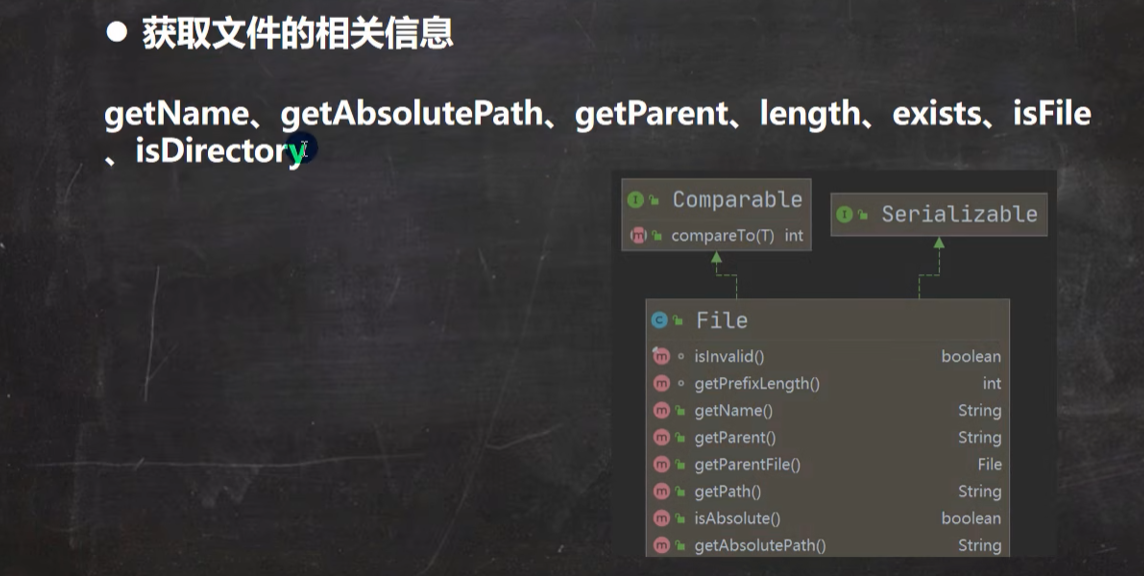 ● 获取文件的相关信息
getName、getAbsolutePath、getParent、length、exists、isFile
、isDirectory
Comparable
compareTo(T) int
Serializable
File
isInvalid() boolean
getPrefixLength() int
getName() String
getParent() String
getParentFile() File
getPath() String
isAbsolute() boolean
getAbsolutePath() String